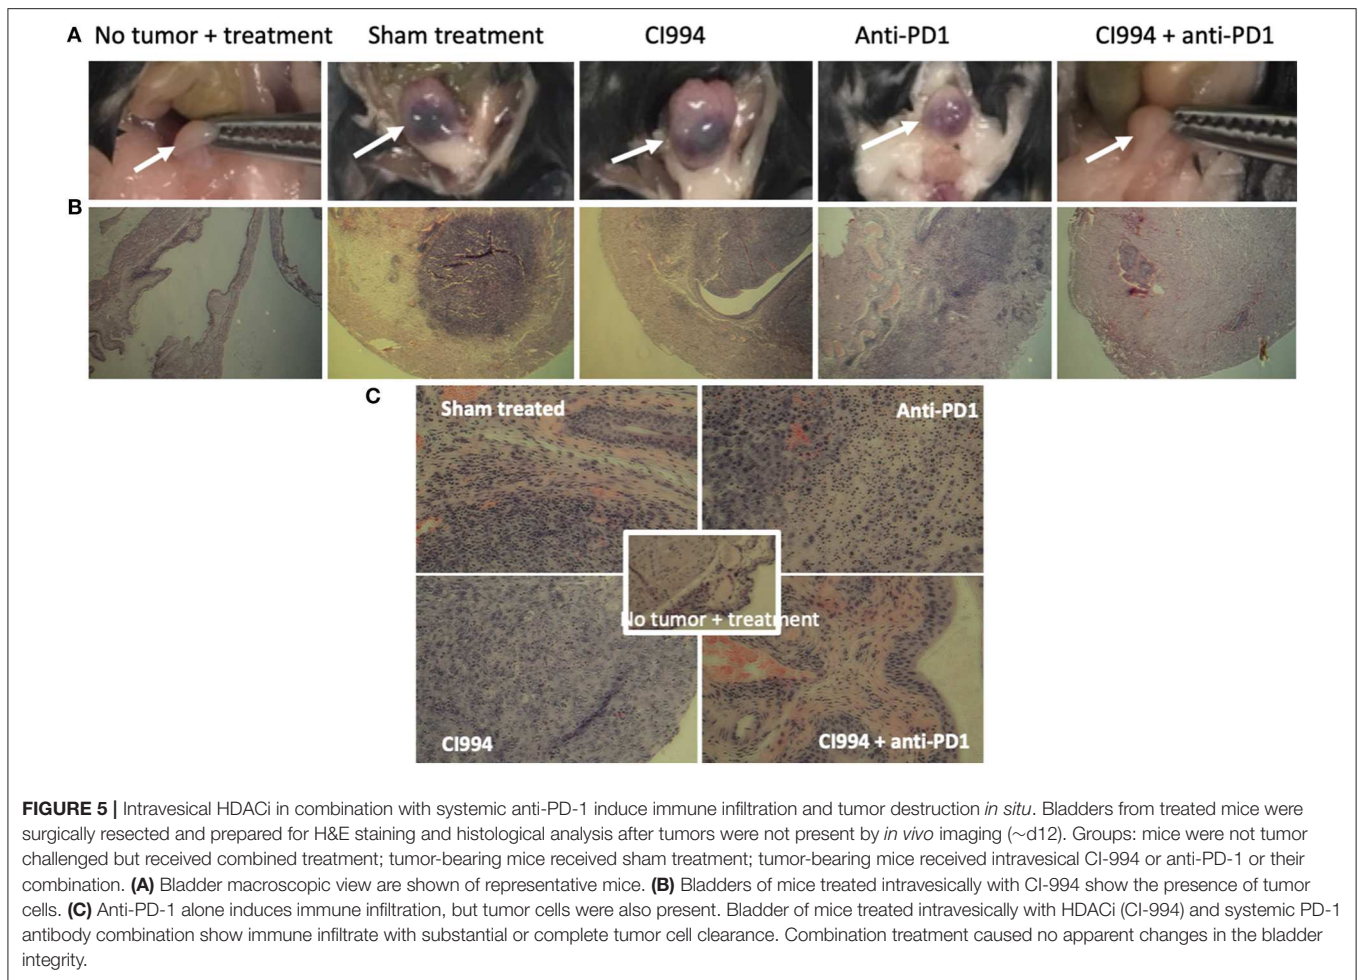 A No tumor + treatment Sham treatment CI994 Anti-PD1 CI994 + anti-PD1
B
C
Sham treated Anti-PD1
No tumor + treatment
CI994 CI994 + anti-PD1
FIGURE 5 | Intravesical HDACi in combination with systemic anti-PD-1 induce immune infiltration and tumor destruction in situ. Bladders from treated mice were
surgically resected and prepared for H&E staining and histological analysis after tumors were not present by in vivo imaging (~d12). Groups: mice were not tumor
challenged but received combined treatment; tumor-bearing mice received sham treatment; tumor-bearing mice received intravesical CI-994 or anti-PD-1 or their
combination. (A) Bladder macroscopic view are shown of representative mice. (B) Bladders of mice treated intravesically with CI-994 show the presence of tumor
cells. (C) Anti-PD-1 alone induces immune infiltration, but tumor cells were also present. Bladder of mice treated intravesically with HDACi (CI-994) and systemic PD-1
antibody combination show immune infiltrate with substantial or complete tumor cell clearance. Combination treatment caused no apparent changes in the bladder
integrity.